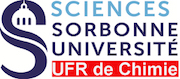 SCIENCES
SORBONNE
UNIVERSITÉ
UFR de Chimie